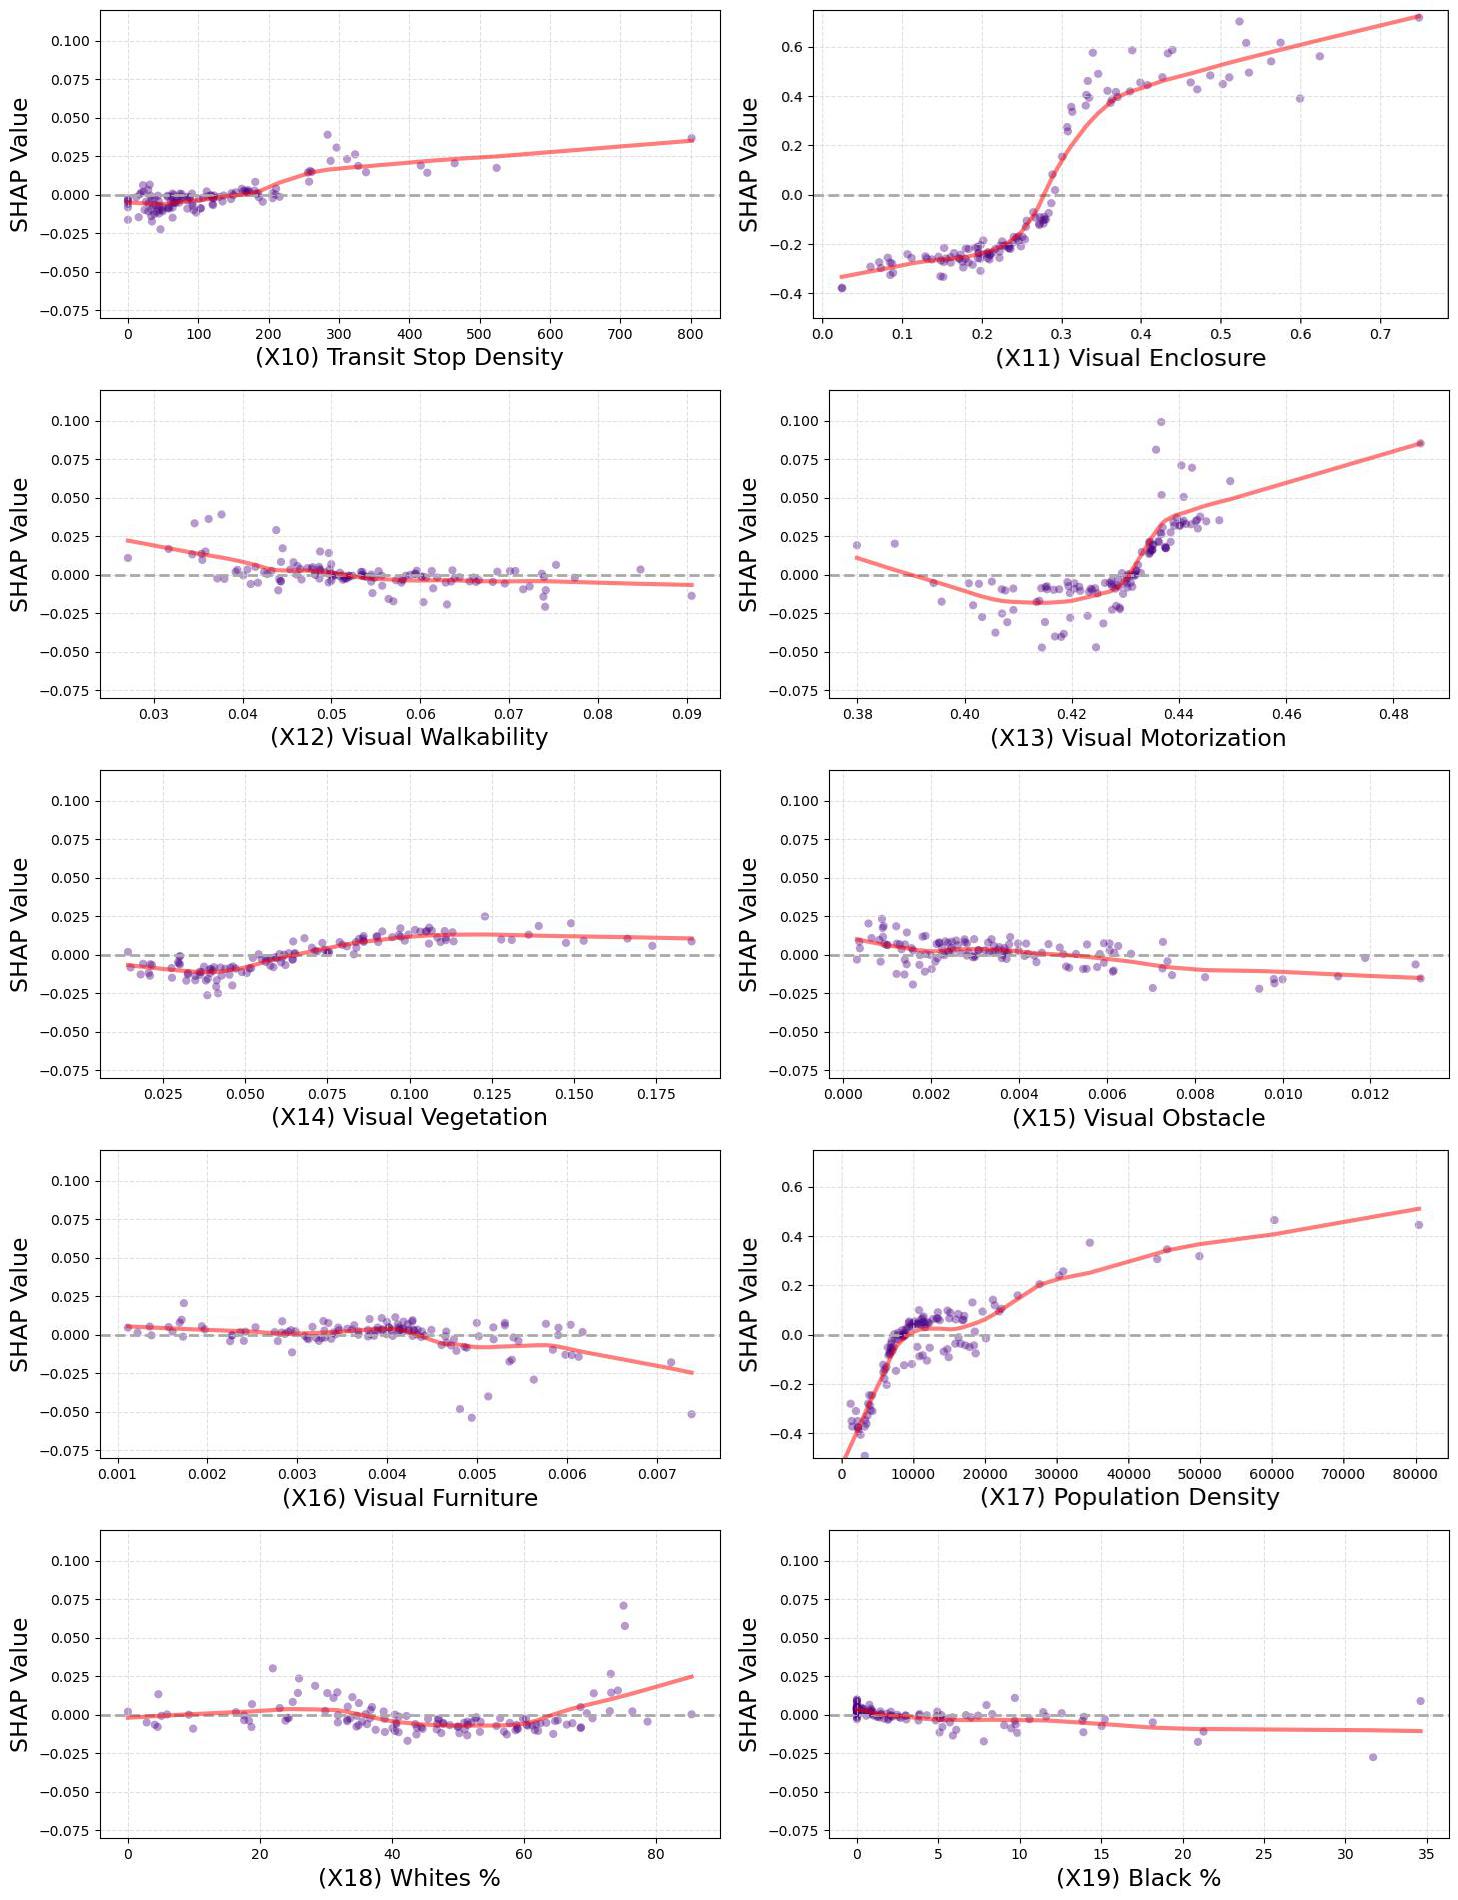 0.100
0.075
0.050
0.025
0.000
−0.025
−0.050
−0.075
SHAP Value
0 100 200 300 400 500 600 700 800
(X10) Transit Stop Density
0.6
0.4
0.2
0.0
−0.2
−0.4
SHAP Value
0.0 0.1 0.2 0.3 0.4 0.5 0.6 0.7
(X11) Visual Enclosure
0.100
0.075
0.050
0.025
0.000
−0.025
−0.050
−0.075
SHAP Value
0.03 0.04 0.05 0.06 0.07 0.08 0.09
(X12) Visual Walkability
0.100
0.075
0.050
0.025
0.000
−0.025
−0.050
−0.075
SHAP Value
0.38 0.40 0.42 0.44 0.46 0.48
(X13) Visual Motorization
0.100
0.075
0.050
0.025
0.000
−0.025
−0.050
−0.075
SHAP Value
0.025 0.050 0.075 0.100 0.125 0.150 0.175
(X14) Visual Vegetation
0.100
0.075
0.050
0.025
0.000
−0.025
−0.050
−0.075
SHAP Value
0.000 0.002 0.004 0.006 0.008 0.010 0.012
(X15) Visual Obstacle
0.100
0.075
0.050
0.025
0.000
−0.025
−0.050
−0.075
SHAP Value
0.001 0.002 0.003 0.004 0.005 0.006 0.007
(X16) Visual Furniture
0.6
0.4
0.2
0.0
−0.2
−0.4
SHAP Value
0 10000 20000 30000 40000 50000 60000 70000 80000
(X17) Population Density
0.100
0.075
0.050
0.025
0.000
−0.025
−0.050
−0.075
SHAP Value
0 20 40 60 80
(X18) Whites %
0.100
0.075
0.050
0.025
0.000
−0.025
−0.050
−0.075
SHAP Value
0 5 10 15 20 25 30 35
(X19) Black %